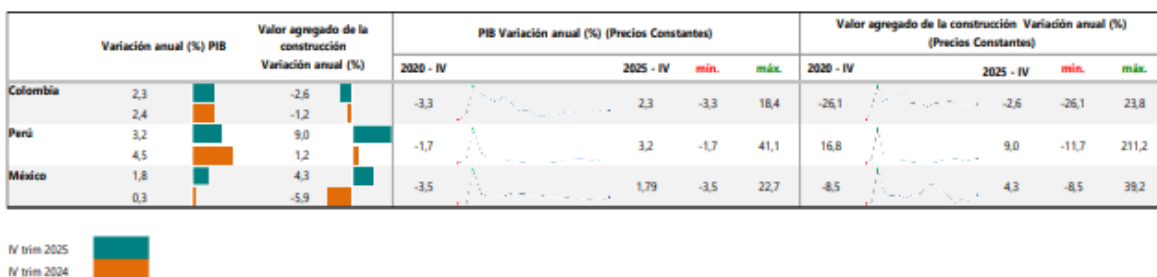 Variación anual (%) PIB
Valor agregado de la
construcción
Variación anual (%)
PIB Variación anual (%) (Precios Constantes)
Valor agregado de la construcción Variación anual (%)
(Precios Constantes)
2020 - IV 2025 - IV mín. máx. 2020 - IV 2025 - IV mín. máx.
Colombia
2,3 -2,6
2,4 -1,2
-3,3 2,3 -3,3 18,4 -26,1 -2,6 -26,1 23,8
Perú
3,2 9,0
4,5 1,2
-1,7 3,2 -1,7 41,1 16,8 9,0 -11,7 211,2
México
1,8 4,3
0,3 -5,9
-3,5 1,79 -3,5 22,7 -8,5 4,3 -8,5 39,2
IV trim 2025
IV trim 2024